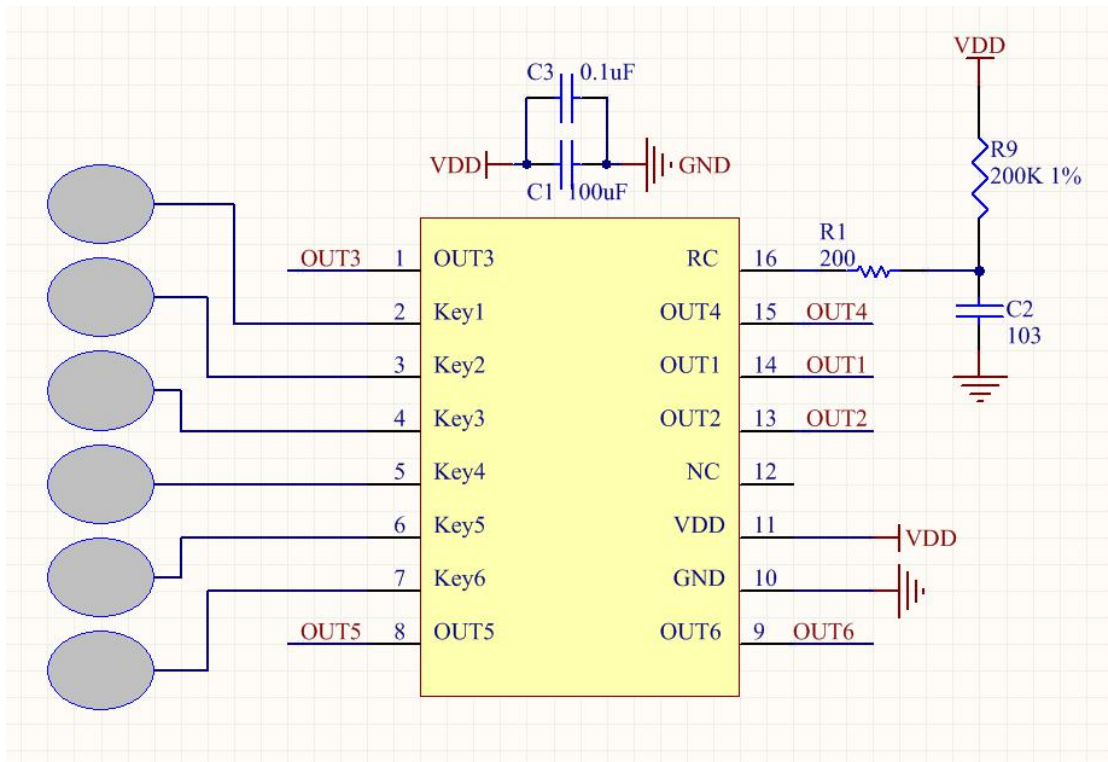 VDD
C3 0.1uF
R9
200K 1%
VDD GND
C1 100uF
R1
200
OUT3 1 OUT3 RC 16
2 Key1 OUT4 15 OUT4
C2
103
3 Key2 OUT1 14 OUT1
4 Key3 OUT2 13 OUT2
5 Key4 NC 12
6 Key5 VDD 11 VDD
7 Key6 GND 10
OUT5 8 OUT5 OUT6 9 OUT6